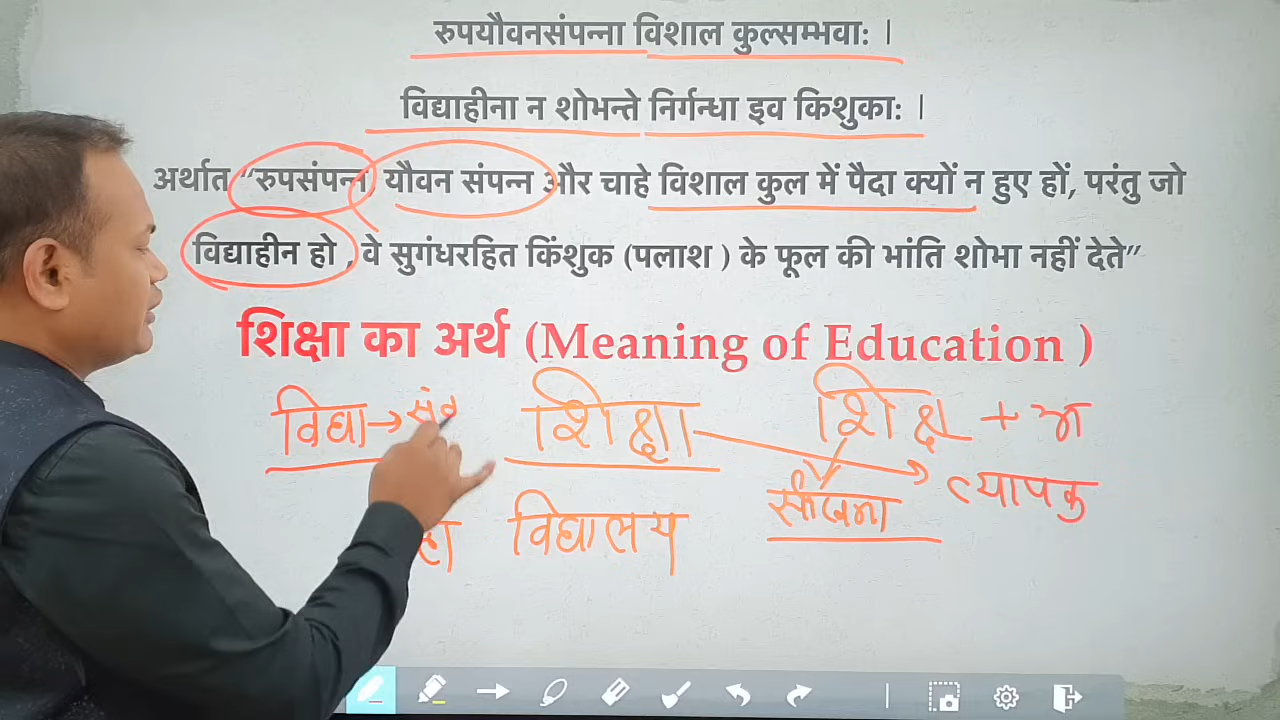 रुपयौवनसंपन्ना विशाल कुल्सम्भवाः ।
विद्याहीना न शोभन्ते निर्गन्धा इव किशुकाः ।
अर्थात “रुपसंपन्न, यौवन संपन्न और चाहे विशाल कुल में पैदा क्यों न हुए हों, परंतु जो
विद्याहीन हो , वे सुगंधरहित किंशुक (पलाश ) के फूल की भांति शोभा नहीं देते”
शिक्षा का अर्थ (Meaning of Education )
विद्या → शिक्षा शिक्ष + अ
विद्यालय सीखना व्यापक